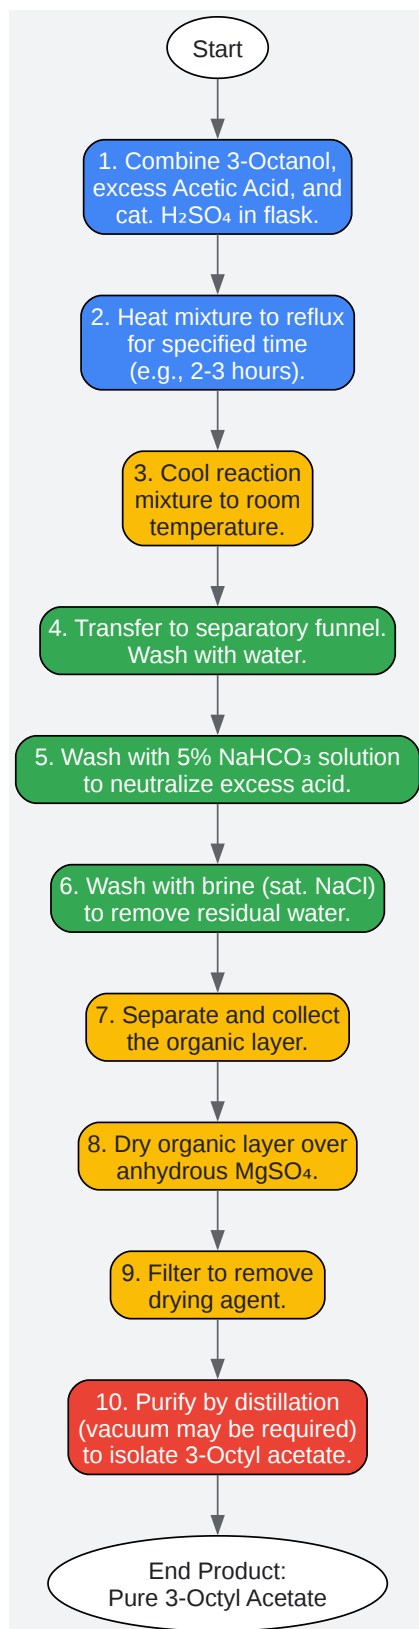 Start
1. Combine 3-Octanol,
excess Acetic Acid, and
cat. H₂SO₄ in flask.
2. Heat mixture to reflux
for specified time
(e.g., 2-3 hours).
3. Cool reaction
mixture to room
temperature.
4. Transfer to separatory funnel.
Wash with water.
5. Wash with 5% NaHCO₃ solution
to neutralize excess acid.
6. Wash with brine (sat. NaCl)
to remove residual water.
7. Separate and collect
the organic layer.
8. Dry organic layer over
anhydrous MgSO₄.
9. Filter to remove
drying agent.
10. Purify by distillation
(vacuum may be required)
to isolate 3-Octyl acetate.
End Product:
Pure 3-Octyl Acetate